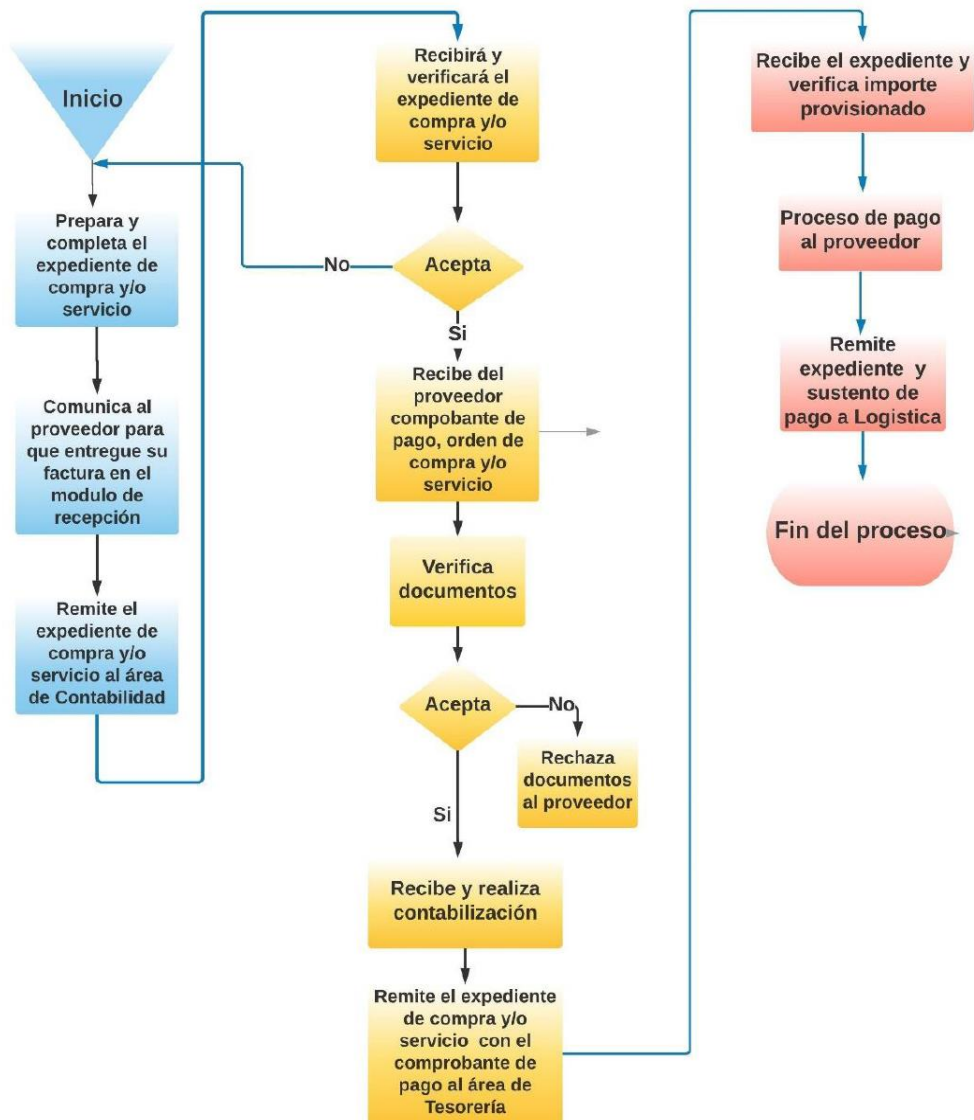 Inicio
Prepara y
completa el
expediente de
compra y/o
servicio
Comunica al
proveedor para
que entregue su
factura en el
modulo de
recepción
Remite el
expediente de
compra y/o
servicio al área
de Contabilidad
Recibirá y
verificará el
expediente de
compra y/o
servicio
Acepta
No
Si
Recibe del
proveedor
compobante de
pago, orden de
compra y/o
servicio
Verifica
documentos
Acepta
No
Rechaza
documentos
al proveedor
Si
Recibe y realiza
contabilización
Remite el expediente
de compra y/o
servicio con el
comprobante de
pago al área de
Tesorería
Recibe el expediente y
verifica importe
provisionado
Proceso de pago
al proveedor
Remite
expediente y
sustento de
pago a Logistica
Fin del proceso